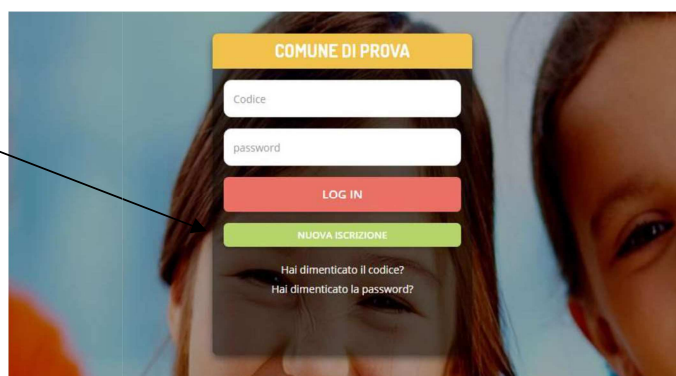 COMUNE DI PROVA
Codice
password
LOG IN
NUOVA ISCRIZIONE
Hai dimenticato il codice?
Hai dimenticato la password?